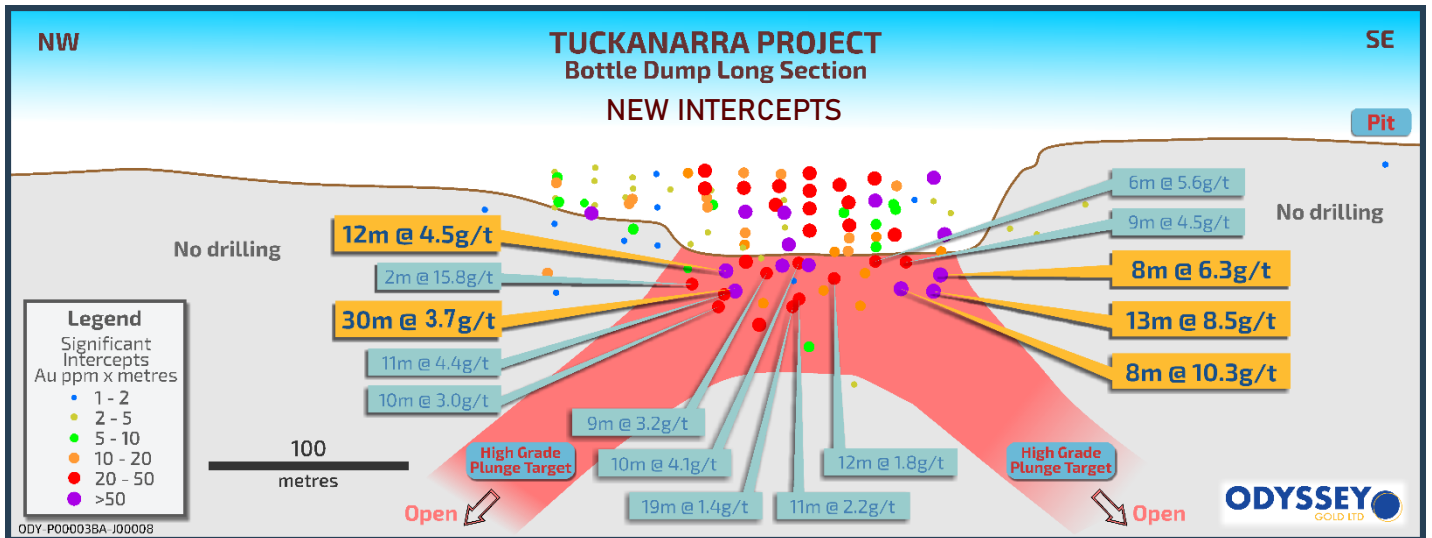 NW
TUCKANARRA PROJECT
SE
Bottle Dump Long Section
NEW INTERCEPTS
Pit
6m @ 5.6g/t
9m @ 4.5g/t
No drilling
No drilling
12m @ 4.5g/t
2m @ 15.8g/t
30m @ 3.7g/t
11m @ 4.4g/t
10m @ 3.0g/t
8m @ 6.3g/t
13m @ 8.5g/t
8m @ 10.3g/t
Legend
Significant
Intercepts
Au ppm x metres
1 - 2
2 - 5
5 - 10
10 - 20
20 - 50
>50
100
metres
9m @ 3.2g/t
10m @ 4.1g/t
19m @ 1.4g/t
11m @ 2.2g/t
12m @ 1.8g/t
High Grade
Plunge Target
Open
High Grade
Plunge Target
Open
ODYSSEY
GOLD LTD
ODY-P00003BA-J00008